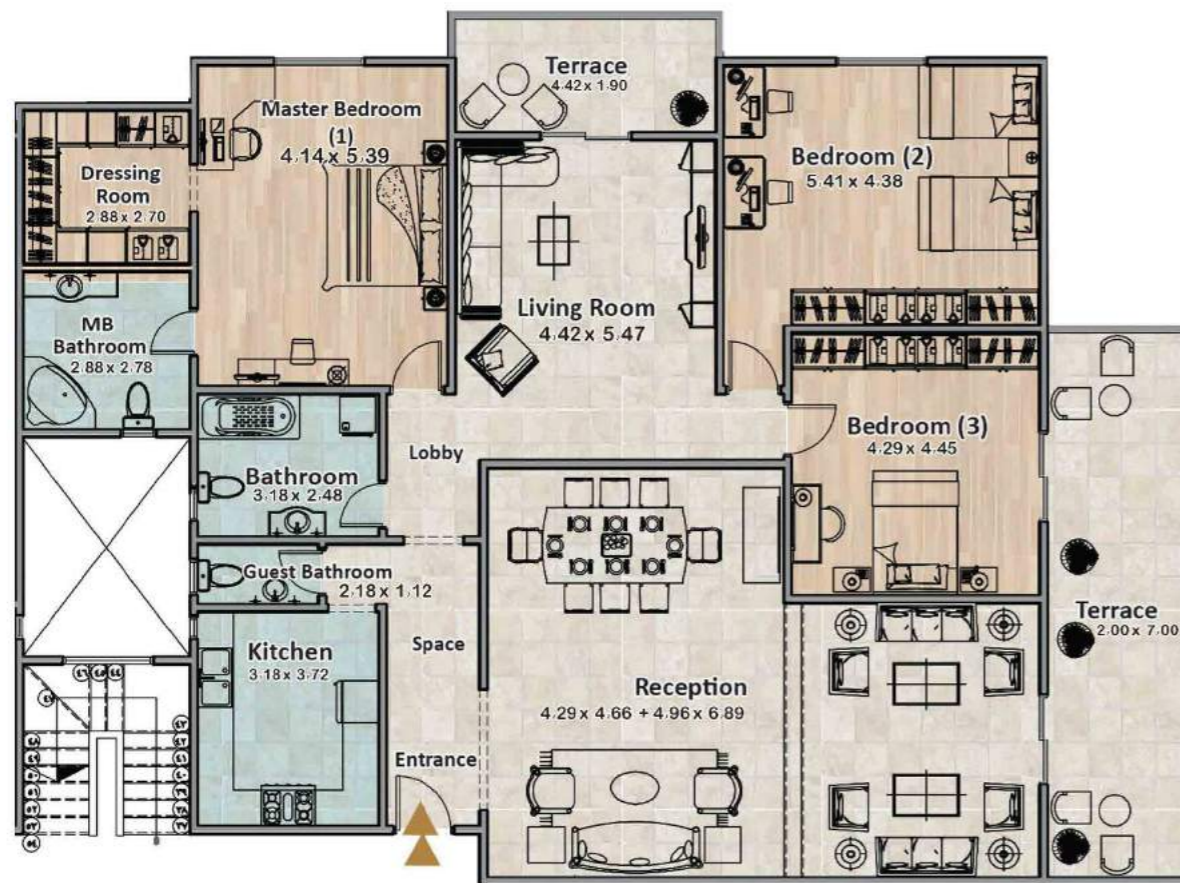 Terrace
4.42 x 1.90
Master Bedroom
(1)
4.14 x 5.39
Dressing
Room
2.88 x 2.70
Bedroom (2)
5.41 x 4.38
Living Room
4.42 x 5.47
MB
Bathroom
2.88 x 2.78
Bedroom (3)
4.29 x 4.45
Lobby
Bathroom
3.18 x 2.48
Guest Bathroom
2.18 x 1.12
Kitchen
3.18 x 3.72
Space
Terrace
2.00 x 7.00
Reception
4.29 x 4.66 + 4.96 x 6.89
Entrance